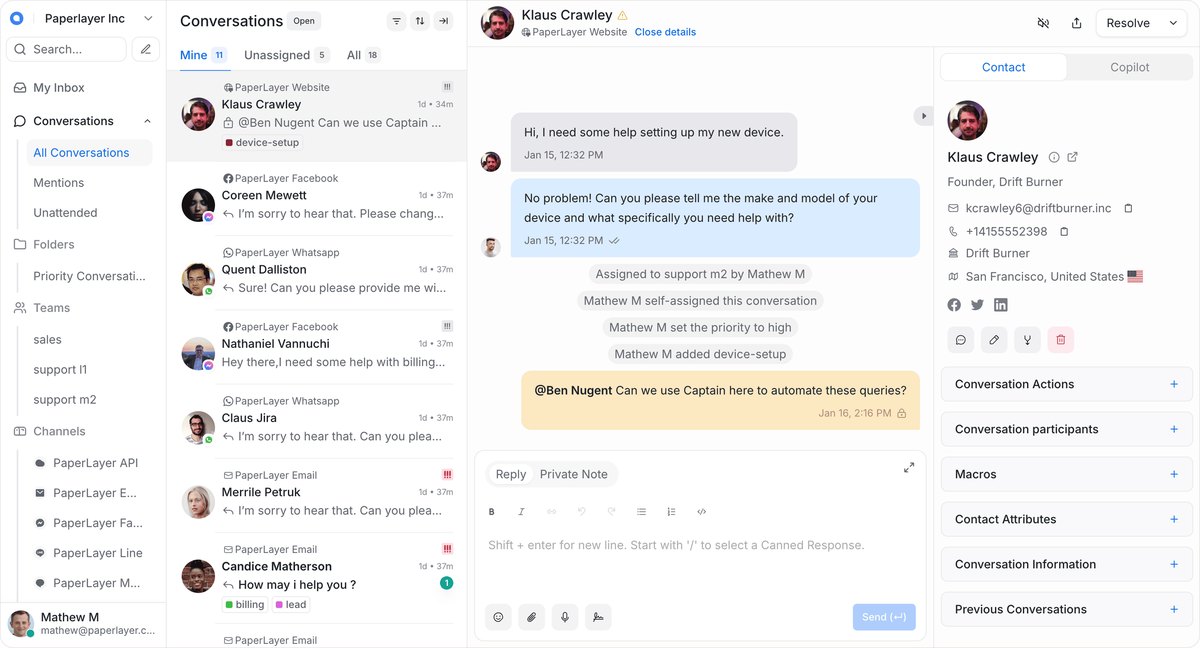 Paperlayer Inc
Search...
My Inbox
Conversations
All Conversations
Mentions
Unattended
Folders
Priority Conversati...
Teams
sales
support l1
support m2
Channels
PaperLayer API
PaperLayer E...
PaperLayer Fa...
PaperLayer Line
PaperLayer M...
Mathew M
mathew@paperlayer.c...
Conversations Open
Mine 11 Unassigned 5 All 18
PaperLayer Website !!!
Klaus Crawley 1d • 34m
@Ben Nugent Can we use Captain ...
device-setup
PaperLayer Facebook
Coreen Mewett 1d • 37m
I'm sorry to hear that. Please chang...
PaperLayer Whatsapp
Quent Dalliston 1d • 37m
Sure! Can you please provide me wi...
PaperLayer Facebook !!!
Nathaniel Vannuchi 1d • 37m
Hey there,I need some help with billing...
PaperLayer Whatsapp
Claus Jira 1d • 37m
I'm sorry to hear that. Can you plea...
PaperLayer Email !!!
Merrile Petruk 1d • 37m
I'm sorry to hear that. Can you plea...
PaperLayer Email !!!
Candice Matherson 1d • 37m
How may i help you ? 1
billing lead
PaperLayer Email
Klaus Crawley
PaperLayer Website Close details
Resolve
Hi, I need some help setting up my new device.
Jan 15, 12:32 PM
No problem! Can you please tell me the make and model of your
device and what specifically you need help with?
Jan 15, 12:32 PM
Assigned to support m2 by Mathew M
Mathew M self-assigned this conversation
Mathew M set the priority to high
Mathew M added device-setup
@Ben Nugent Can we use Captain here to automate these queries?
Jan 16, 2:16 PM
Reply Private Note
B I
Shift + enter for new line. Start with '/' to select a Canned Response.
Send (↵)
Contact Copilot
Klaus Crawley
Founder, Drift Burner
kcrawley6@driftburner.inc
+14155552398
Drift Burner
San Francisco, United States
Conversation Actions +
Conversation participants +
Macros +
Contact Attributes +
Conversation Information +
Previous Conversations +